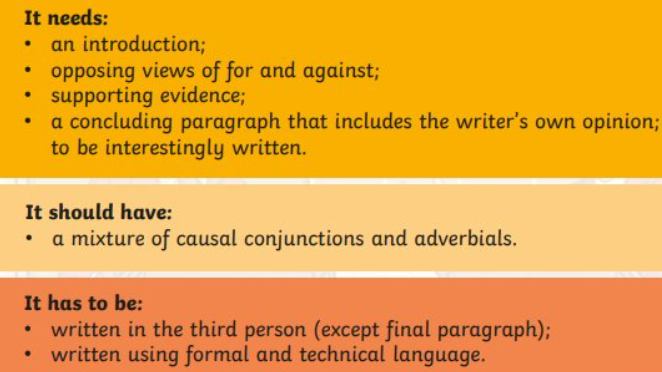 It needs:
• an introduction;
• opposing views of for and against;
• supporting evidence;
• a concluding paragraph that includes the writer's own opinion;
to be interestingly written.
It should have:
• a mixture of causal conjunctions and adverbials.
It has to be:
• written in the third person (except final paragraph);
• written using formal and technical language.